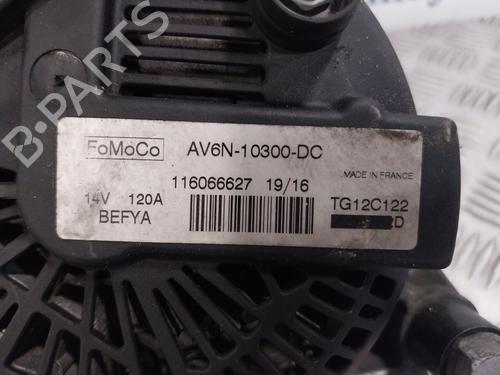 B-PARTS
FoMoCo AV6N-10300-DC
MADE IN FRANCE
116066627 19/16
14V 120A
TG12C122
BEFYA
D